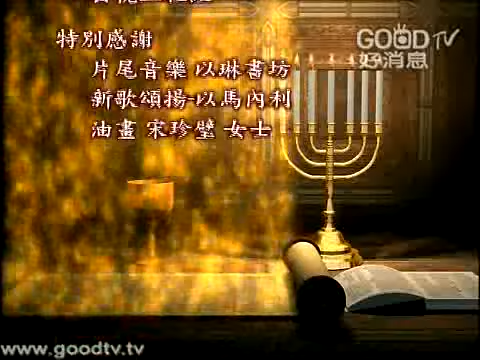 特別感謝
片尾音樂 以琳書坊
新歌頌揚-以馬內利
油畫 宋珍壁 女士
GOOD TV
好消息
www.goodtv.tv